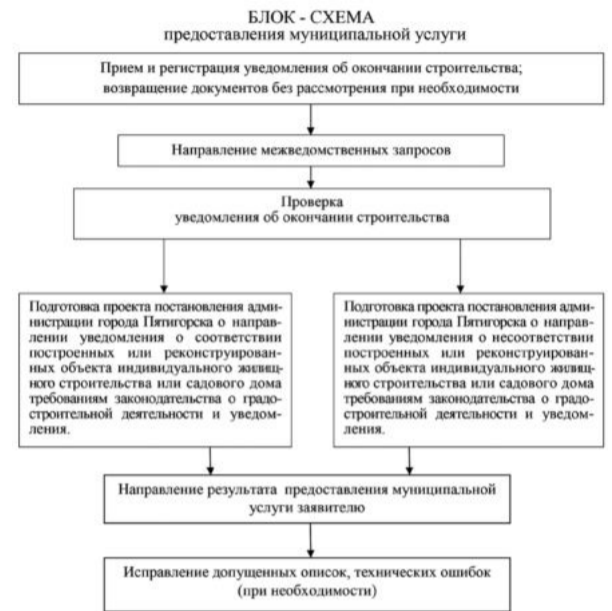 БЛОК - СХЕМА
предоставления муниципальной услуги
Прием и регистрация уведомления об окончании строительства;
возвращение документов без рассмотрения при необходимости
Направление межведомственных запросов
Проверка
уведомления об окончании строительства
Подготовка проекта постановления адми-
нистрации города Пятигорска о направ-
лении уведомления о соответствии
построенных или реконструирован-
ных объекта индивидуального жилищ-
ного строительства или садового дома
требованиям законодательства о градо-
строительной деятельности и уведом-
ления.
Подготовка проекта постановления адми-
нистрации города Пятигорска о направ-
лении уведомления о несоответствии
построенных или реконструирован-
ных объекта индивидуального жилищ-
ного строительства или садового дома
требованиям законодательства о градо-
строительной деятельности и уведом-
ления.
Направление результата предоставления муниципальной
услуги заявителю
Исправление допущенных описок, технических ошибок
(при необходимости)